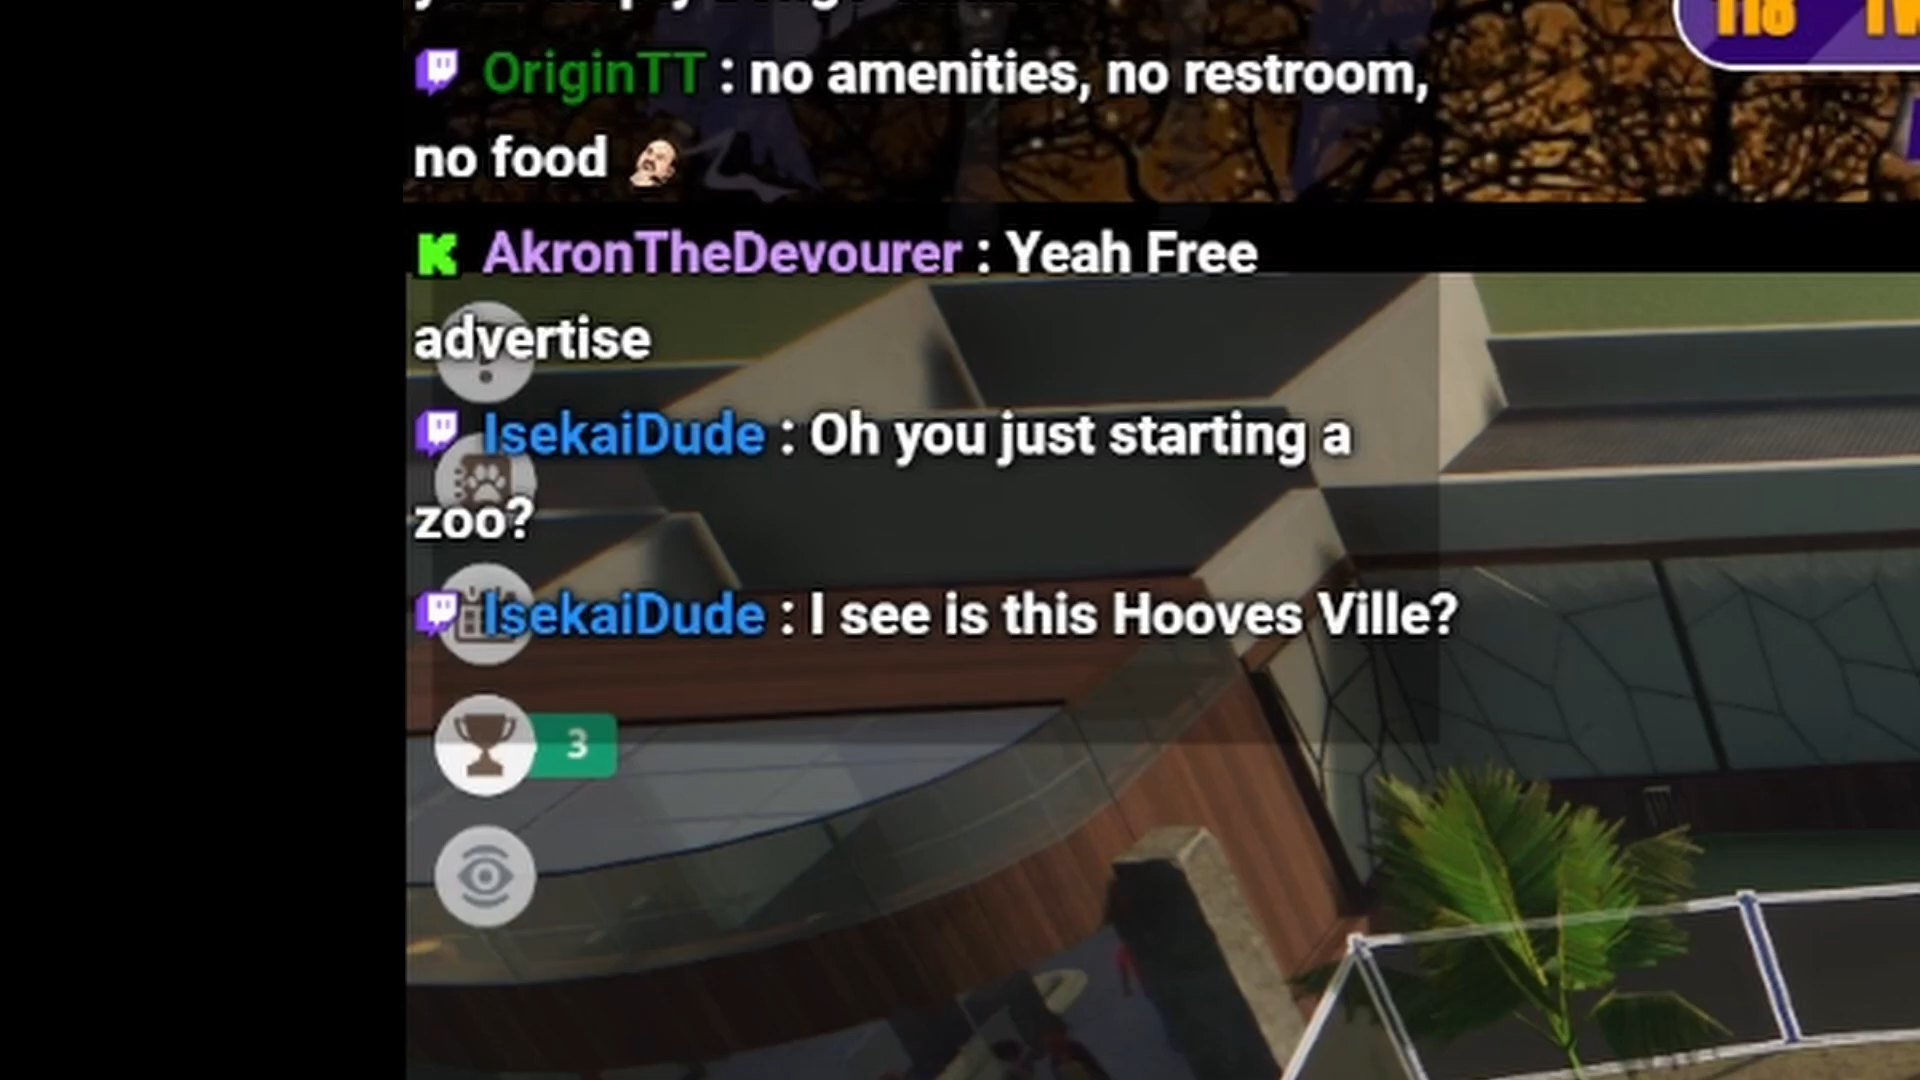 118
OriginTT : no amenities, no restroom,
no food
AkronTheDevourer : Yeah Free
advertise
IsekaiDude : Oh you just starting a
zoo?
IsekaiDude : I see is this Hooves Ville?
3